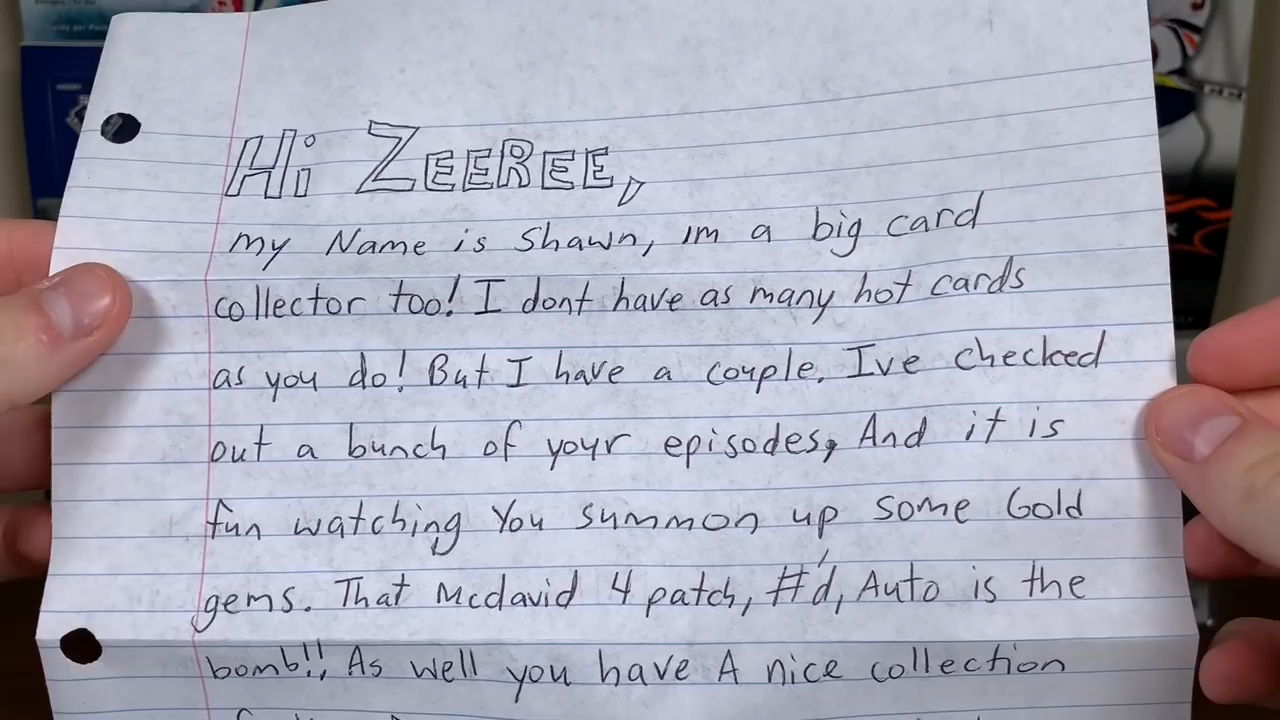 Hi ZEEREE,
my Name is Shawn, im a big card
collector too! I dont have as many hot cards
as you do! But I have a couple. Ive checked
out a bunch of your episodes, And it is
fun watching You summon up some Gold
gems. That Mcdavid 4 patch, #'d, Auto is the
bomb!!, As well you have A nice collection